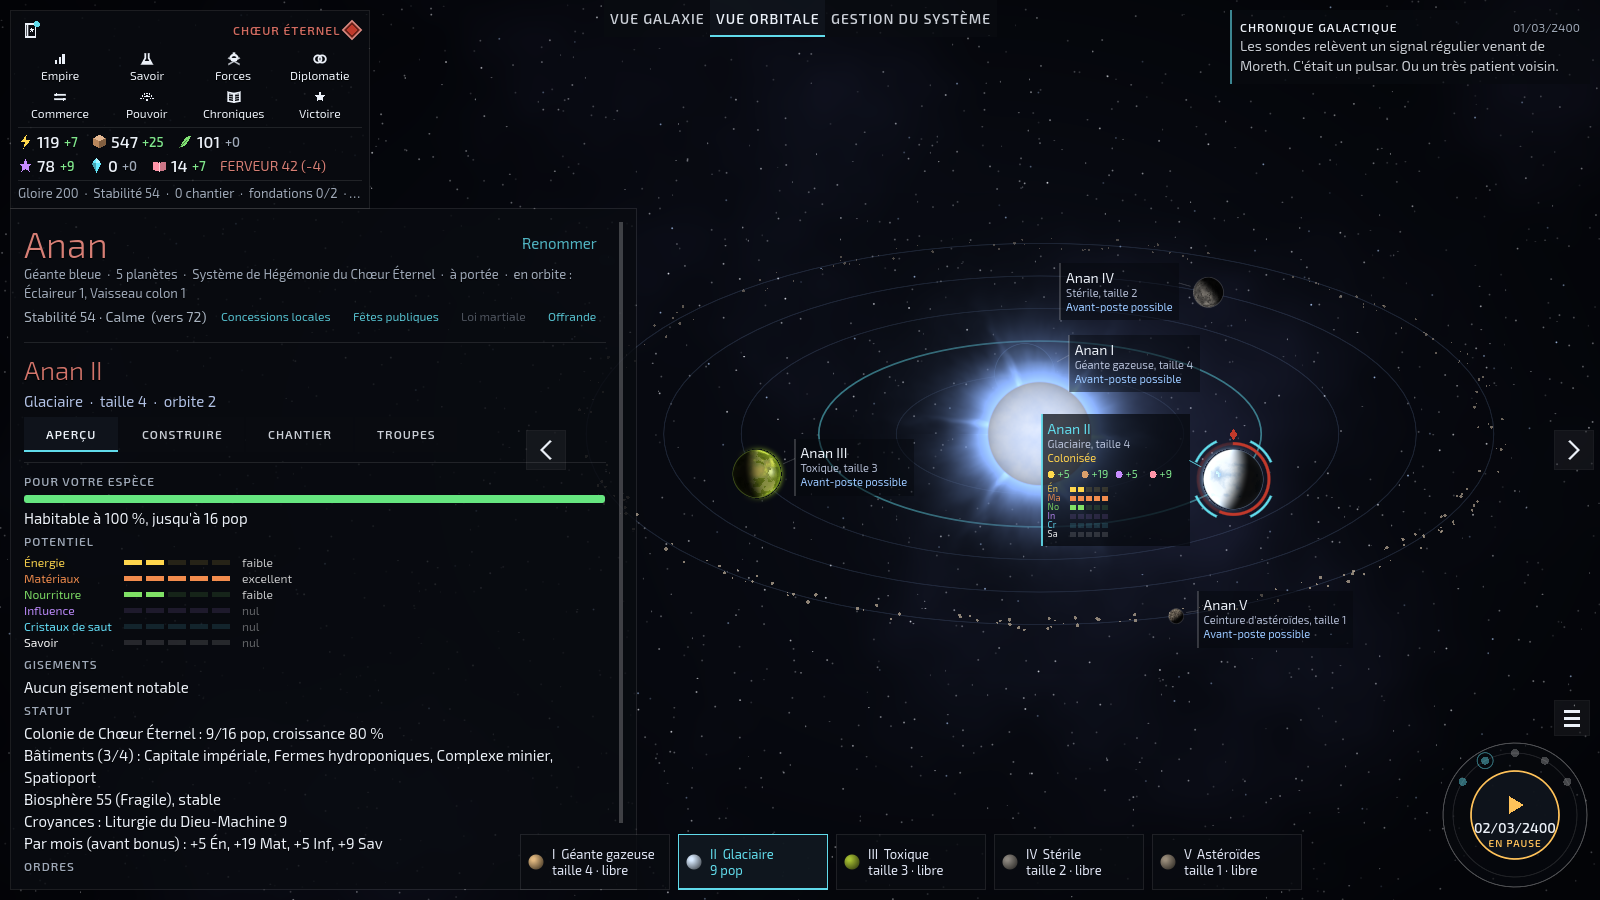 VUE GALAXIE VUE ORBITALE GESTION DU SYSTÈME
CHŒUR ÉTERNEL
Empire Savoir Forces Diplomatie
Commerce Pouvoir Chroniques Victoire
119 +7 547 +25 101 +0
78 +9 0 +0 14 +7 FERVEUR 42 (-4)
Gloire 200 · Stabilité 54 · 0 chantier · fondations 0/2 · ...
CHRONIQUE GALACTIQUE 01/03/2400
Les sondes relèvent un signal régulier venant de
Moreth. C'était un pulsar. Ou un très patient voisin.
Anan Renommer
Géante bleue · 5 planètes · Système de Hégémonie du Chœur Éternel · à portée · en orbite :
Éclaireur 1, Vaisseau colon 1
Stabilité 54 · Calme (vers 72) Concessions locales Fêtes publiques Loi martiale Offrande
Anan II
Glaciaire · taille 4 · orbite 2
APERÇU CONSTRUIRE CHANTIER TROUPES
POUR VOTRE ESPÈCE
Habitable à 100 %, jusqu'à 16 pop
POTENTIEL
Énergie faible
Matériaux excellent
Nourriture faible
Influence nul
Cristaux de saut nul
Savoir nul
GISEMENTS
Aucun gisement notable
STATUT
Colonie de Chœur Éternel : 9/16 pop, croissance 80 %
Bâtiments (3/4) : Capitale impériale, Fermes hydroponiques, Complexe minier,
Spatioport
Biosphère 55 (Fragile), stable
Croyances : Liturgie du Dieu-Machine 9
Par mois (avant bonus) : +5 Én, +19 Mat, +5 Inf, +9 Sav
ORDRES
Anan IV
Stérile, taille 2
Avant-poste possible
Anan I
Géante gazeuse, taille 4
Avant-poste possible
Anan II
Glaciaire, taille 4
Colonisée
+5 +19 +5 +9
Én
Ma
No
In
Cr
Sa
Anan III
Toxique, taille 3
Avant-poste possible
Anan V
Ceinture d'astéroïdes, taille 1
Avant-poste possible
I Géante gazeuse
taille 4 · libre
II Glaciaire
9 pop
III Toxique
taille 3 · libre
IV Stérile
taille 2 · libre
V Astéroïdes
taille 1 · libre
02/03/2400
EN PAUSE